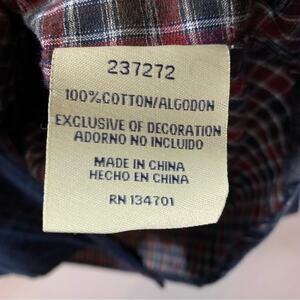 237272
100%COTTON/ALGODON
EXCLUSIVE OF DECORATION
ADORNO NO INCLUIDO
MADE IN CHINA
HECHO EN CHINA
RN 134701